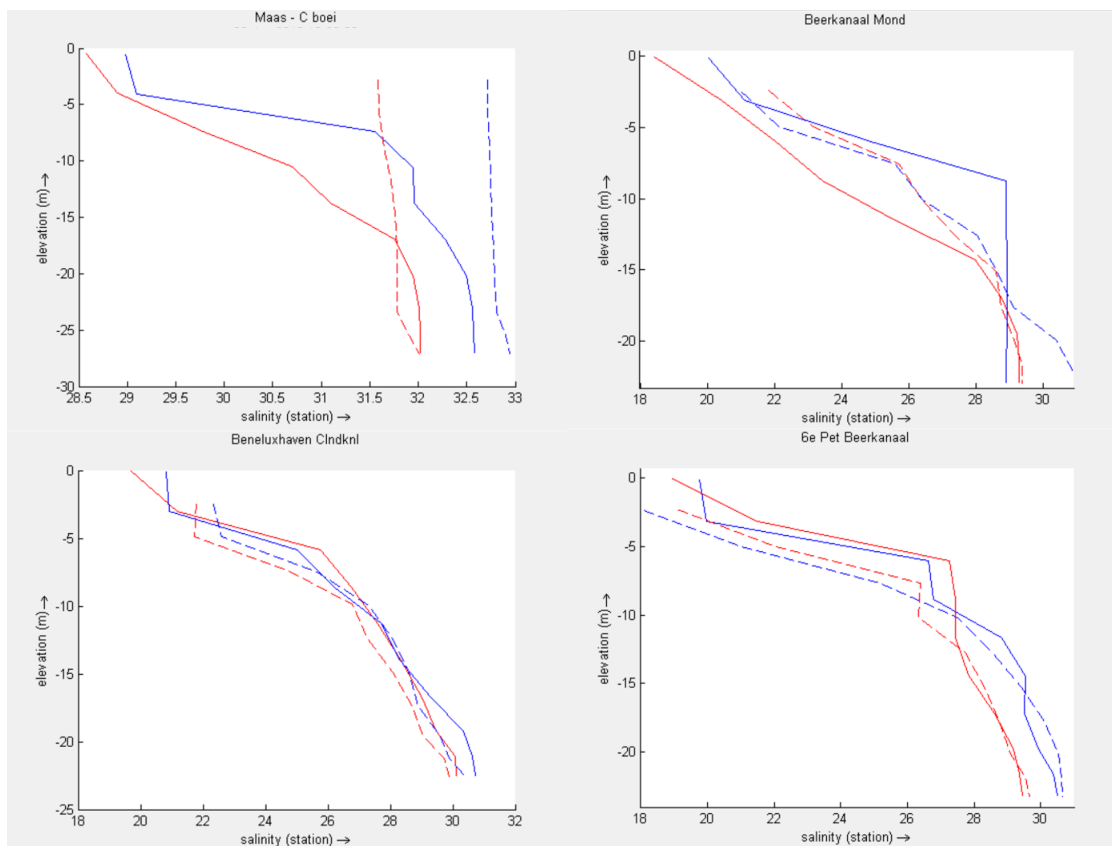 Maas - C boei
0
-5
-10
-15
-20
-25
-30
elevation (m) →
28.5 29 29.5 30 30.5 31 31.5 32 32.5 33
salinity (station) →
Beerkanaal Mond
0
-5
-10
-15
-20
elevation (m) →
18 20 22 24 26 28 30
salinity (station) →
Beneluxhaven Clndknl
0
-5
-10
-15
-20
-25
elevation (m) →
18 20 22 24 26 28 30 32
salinity (station) →
6e Pet Beerkanaal
0
-5
-10
-15
-20
elevation (m) →
18 20 22 24 26 28 30
salinity (station) →